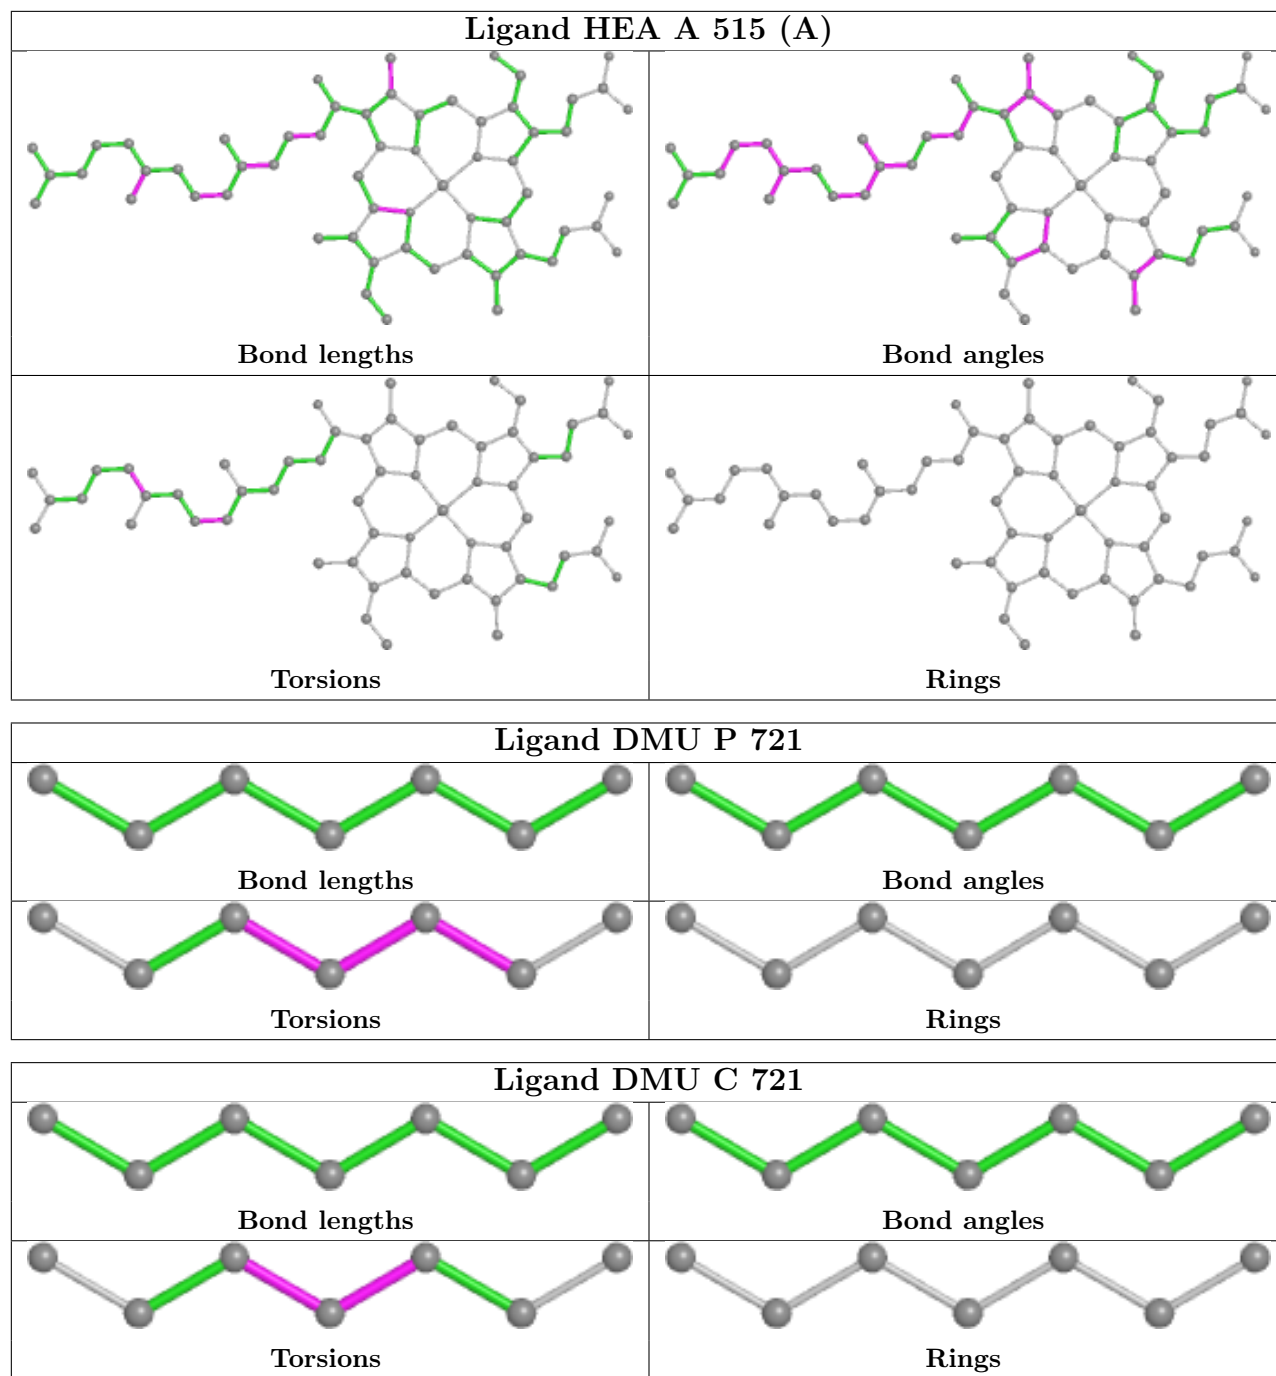 Ligand HEA A 515 (A)
Bond lengths
Bond angles
Torsions
Rings
Ligand DMU P 721
Bond lengths
Bond angles
Torsions
Rings
Ligand DMU C 721
Bond lengths
Bond angles
Torsions
Rings